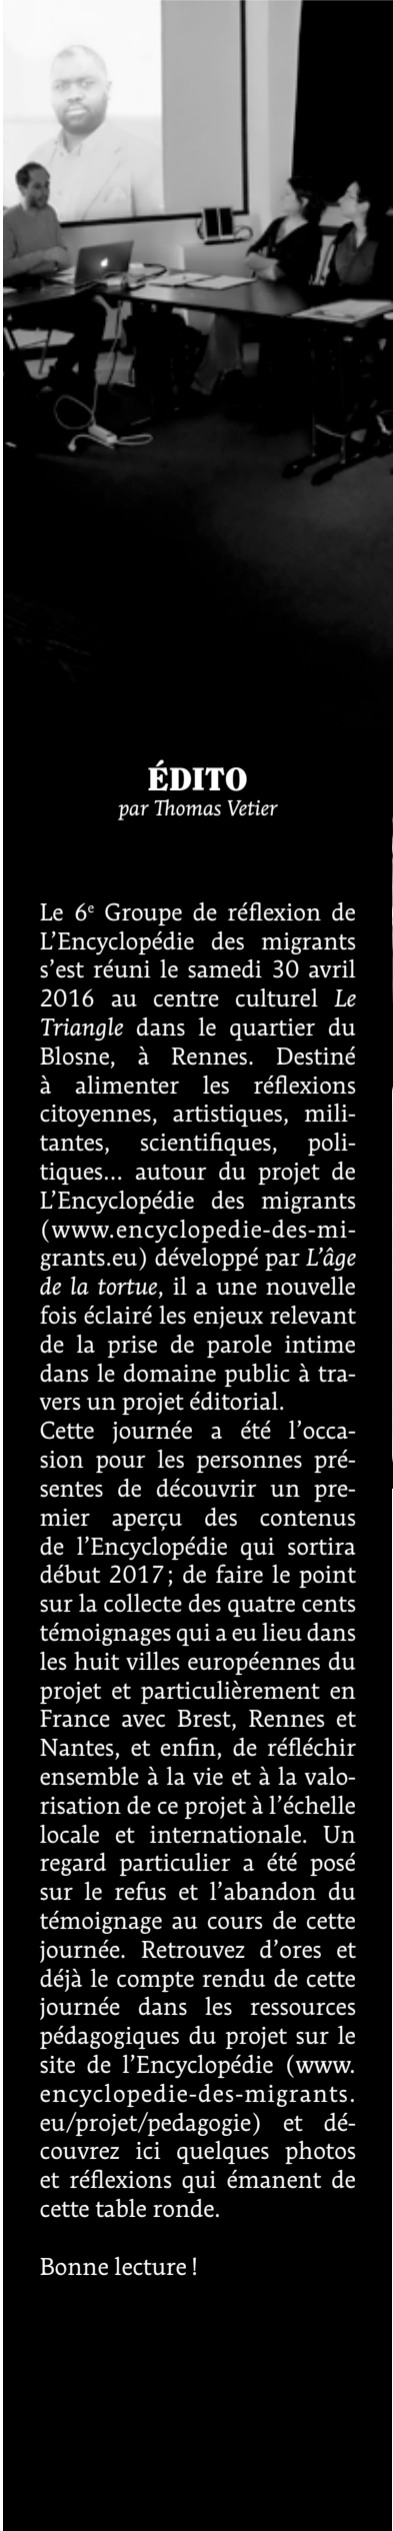 ÉDITO
par Thomas Vetier
Le 6e Groupe de réflexion de
L’Encyclopédie des migrants
s’est réuni le samedi 30 avril
2016 au centre culturel Le
Triangle dans le quartier du
Blosne, à Rennes. Destiné
à alimenter les réflexions
citoyennes, artistiques, mili-
tantes, scientifiques, poli-
tiques... autour du projet de
L’Encyclopédie des migrants
(www.encyclopedie-des-mi-
grants.eu) développé par L’âge
de la tortue, il a une nouvelle
fois éclairé les enjeux relevant
de la prise de parole intime
dans le domaine public à tra-
vers un projet éditorial.
Cette journée a été l’occa-
sion pour les personnes pré-
sentes de découvrir un pre-
mier aperçu des contenus
de l’Encyclopédie qui sortira
début 2017 ; de faire le point
sur la collecte des quatre cents
témoignages qui a eu lieu dans
les huit villes européennes du
projet et particulièrement en
France avec Brest, Rennes et
Nantes, et enfin, de réfléchir
ensemble à la vie et à la valo-
risation de ce projet à l’échelle
locale et internationale. Un
regard particulier a été posé
sur le refus et l’abandon du
témoignage au cours de cette
journée. Retrouvez d’ores et
déjà le compte rendu de cette
journée dans les ressources
pédagogiques du projet sur le
site de l’Encyclopédie (www.
encyclopedie-des-migrants.
eu/projet/pedagogie) et dé-
couvrez ici quelques photos
et réflexions qui émanent de
cette table ronde.
Bonne lecture !